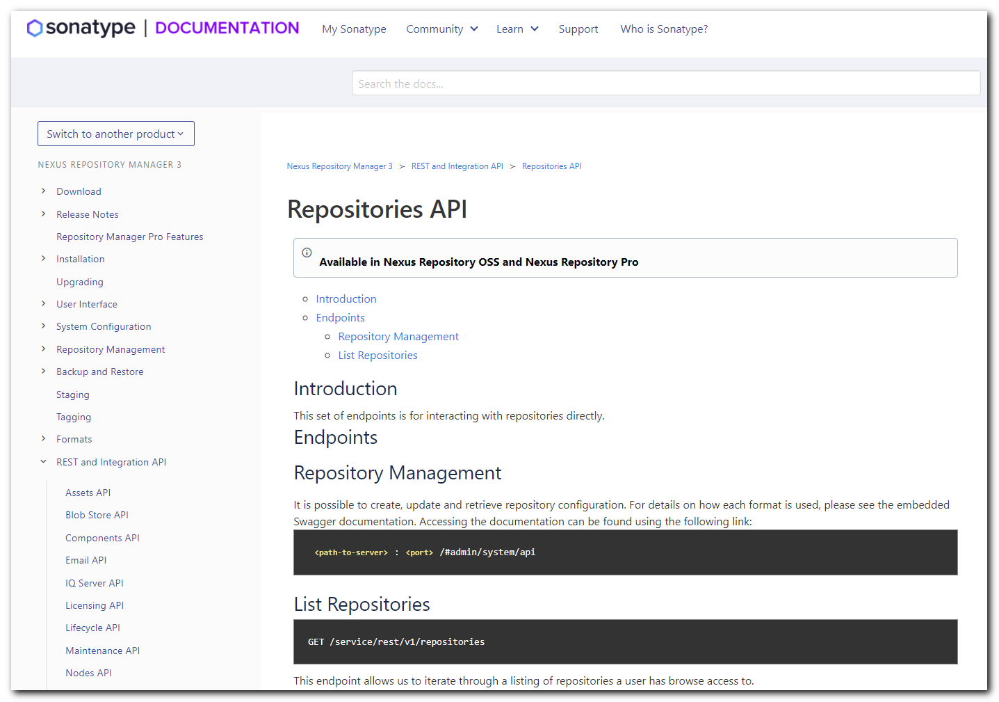 sonatype | DOCUMENTATION My Sonatype Community Learn Support Who is Sonatype?
Search the docs...
Switch to another product
NEXUS REPOSITORY MANAGER 3
Download
Release Notes
Repository Manager Pro Features
Installation
Upgrading
User Interface
System Configuration
Repository Management
Backup and Restore
Staging
Tagging
Formats
REST and Integration API
Assets API
Blob Store API
Components API
Email API
IQ Server API
Licensing API
Lifecycle API
Maintenance API
Nodes API
Nexus Repository Manager 3 > REST and Integration API > Repositories API
Repositories API
Available in Nexus Repository OSS and Nexus Repository Pro
Introduction
Endpoints
Repository Management
List Repositories
Introduction
This set of endpoints is for interacting with repositories directly.
Endpoints
Repository Management
It is possible to create, update and retrieve repository configuration. For details on how each format is used, please see the embedded
Swagger documentation. Accessing the documentation can be found using the following link:
<path-to-server> : <port> /#admin/system/api
List Repositories
GET /service/rest/v1/repositories
This endpoint allows us to iterate through a listing of repositories a user has browse access to.